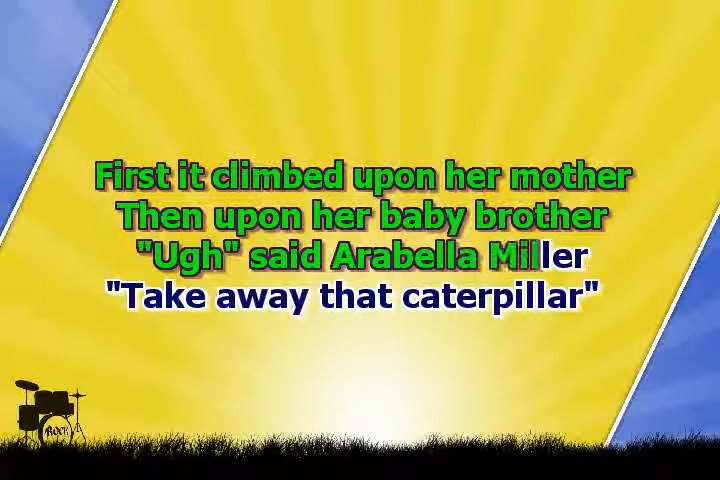 First it climbed upon her mother
Then upon her baby brother
"Ugh" said Arabella Miller
"Take away that caterpillar"
ROCK